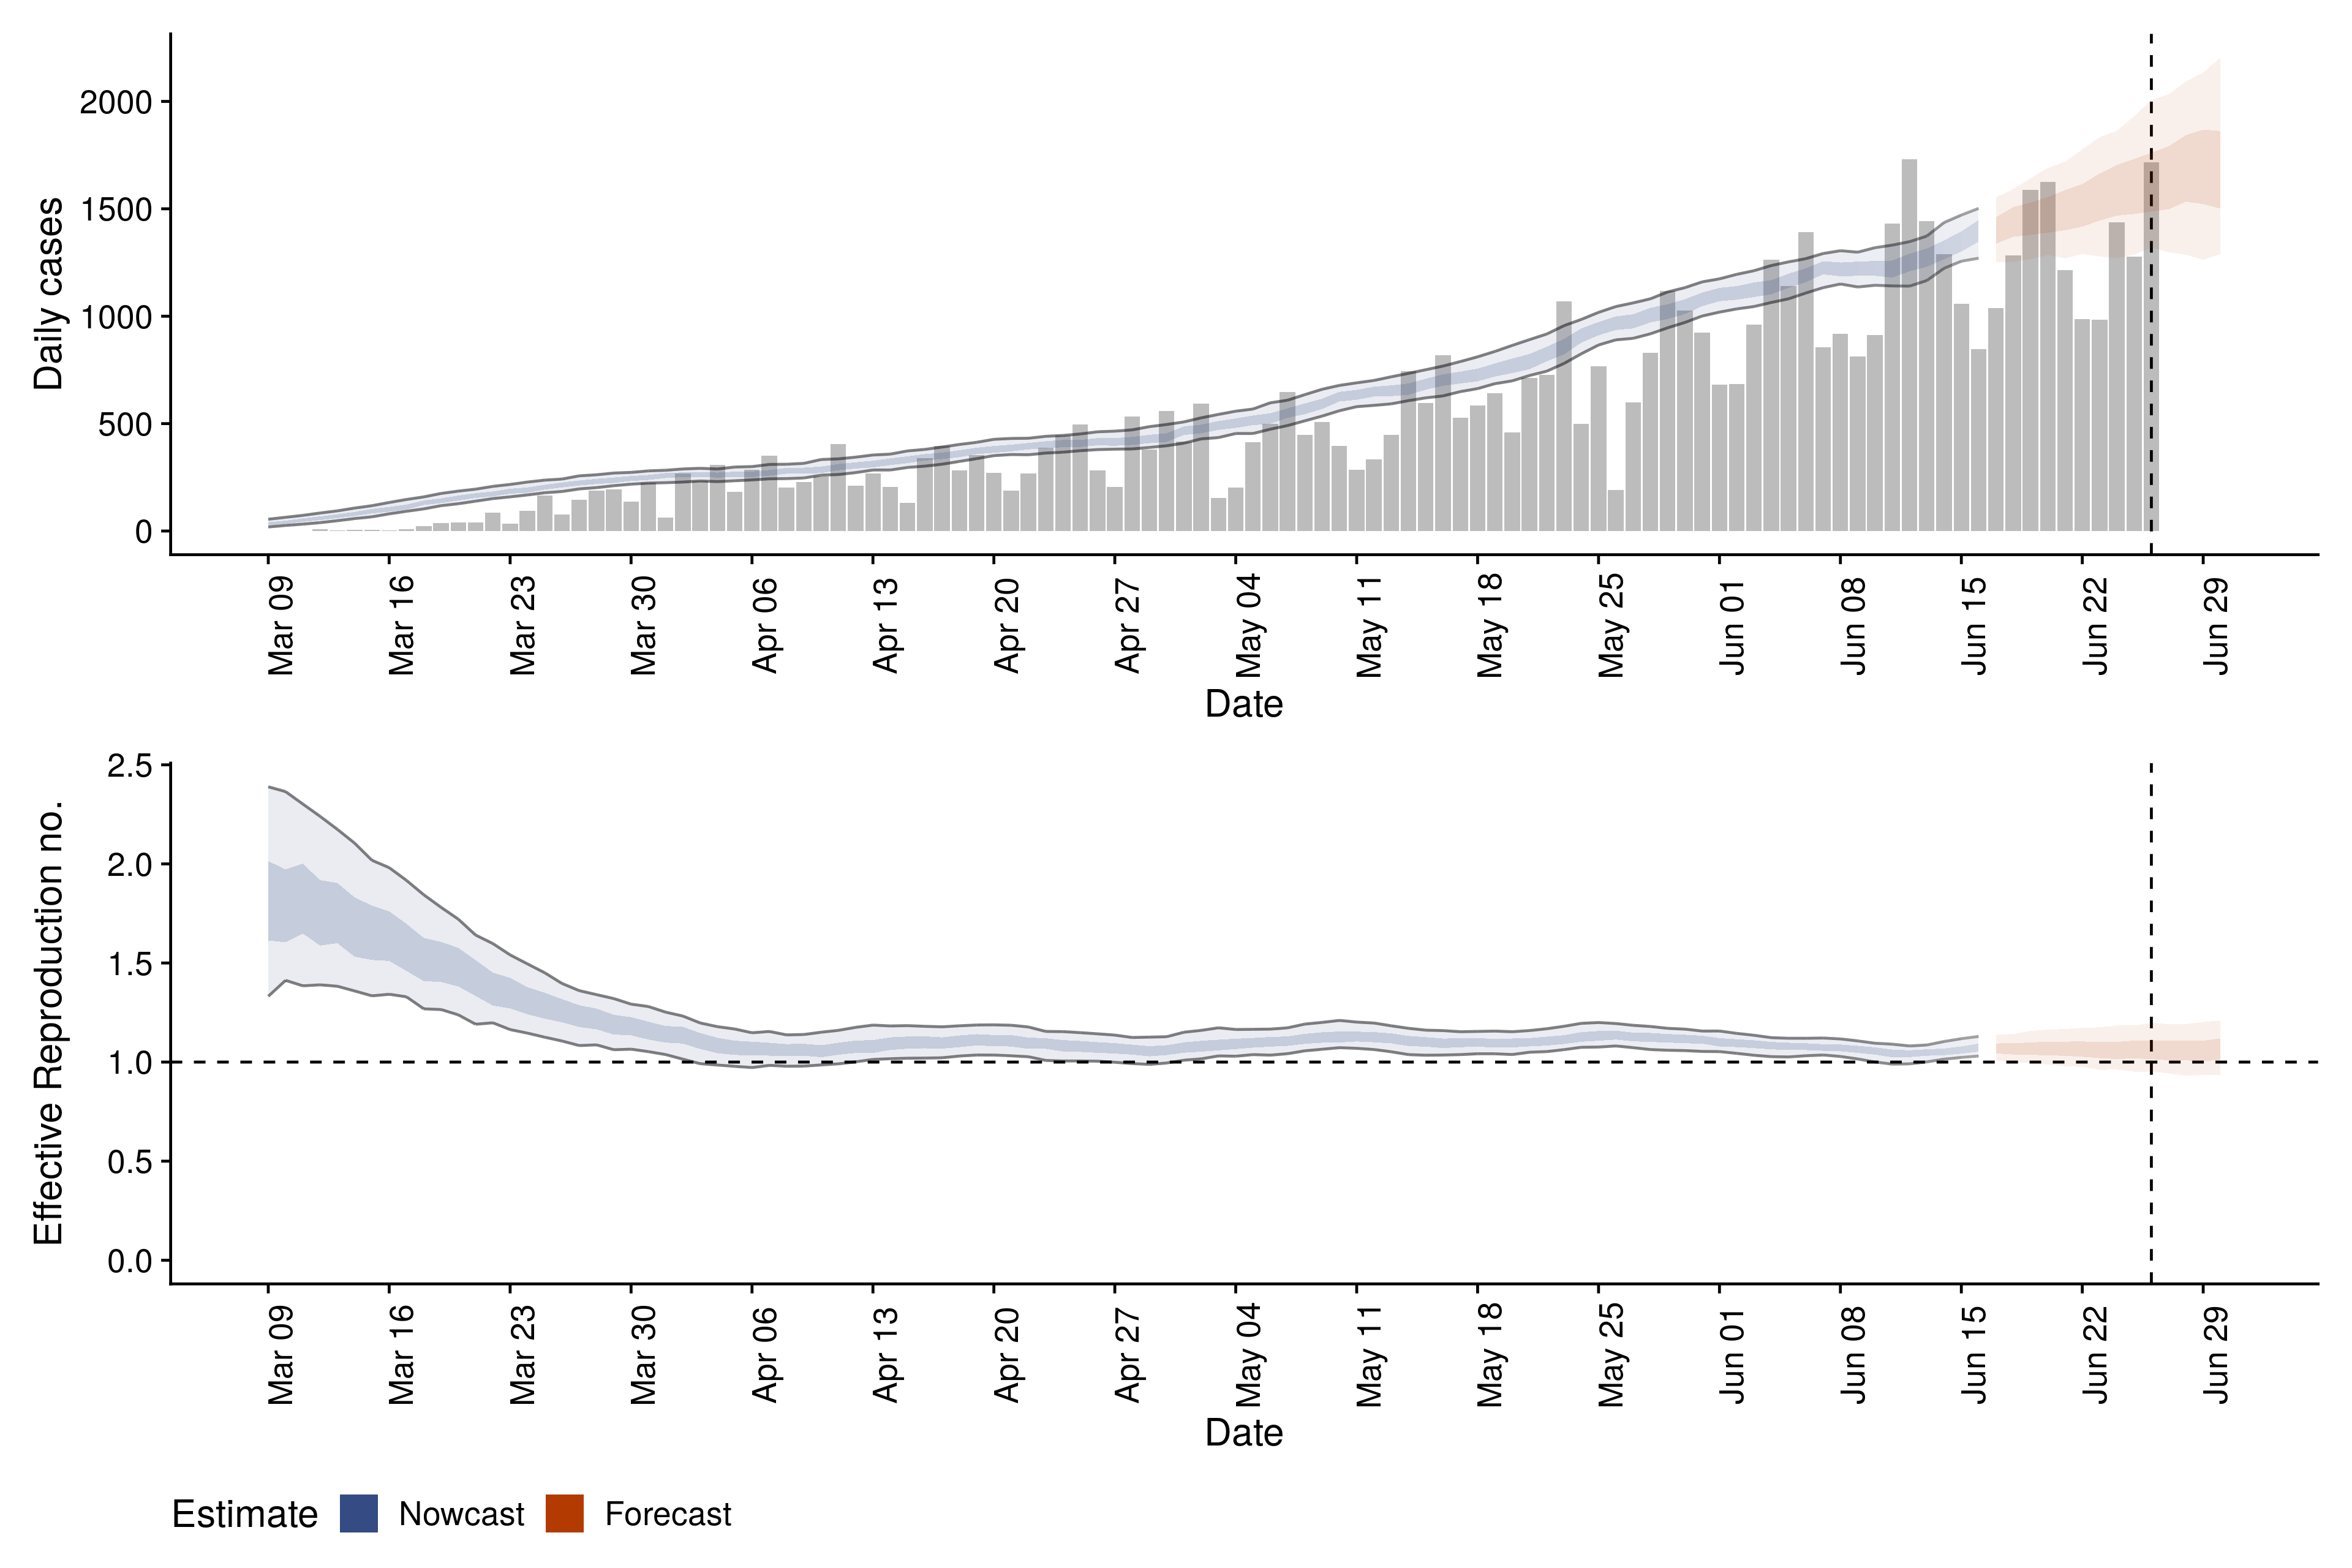 Daily cases
2000
1500
1000
500
0
Mar 09
Mar 16
Mar 23
Mar 30
Apr 06
Apr 13
Apr 20
Apr 27
May 04
May 11
May 18
May 25
Jun 01
Jun 08
Jun 15
Jun 22
Jun 29
Date
Effective Reproduction no.
2.5
2.0
1.5
1.0
0.5
0.0
Mar 09
Mar 16
Mar 23
Mar 30
Apr 06
Apr 13
Apr 20
Apr 27
May 04
May 11
May 18
May 25
Jun 01
Jun 08
Jun 15
Jun 22
Jun 29
Date
Estimate Nowcast Forecast